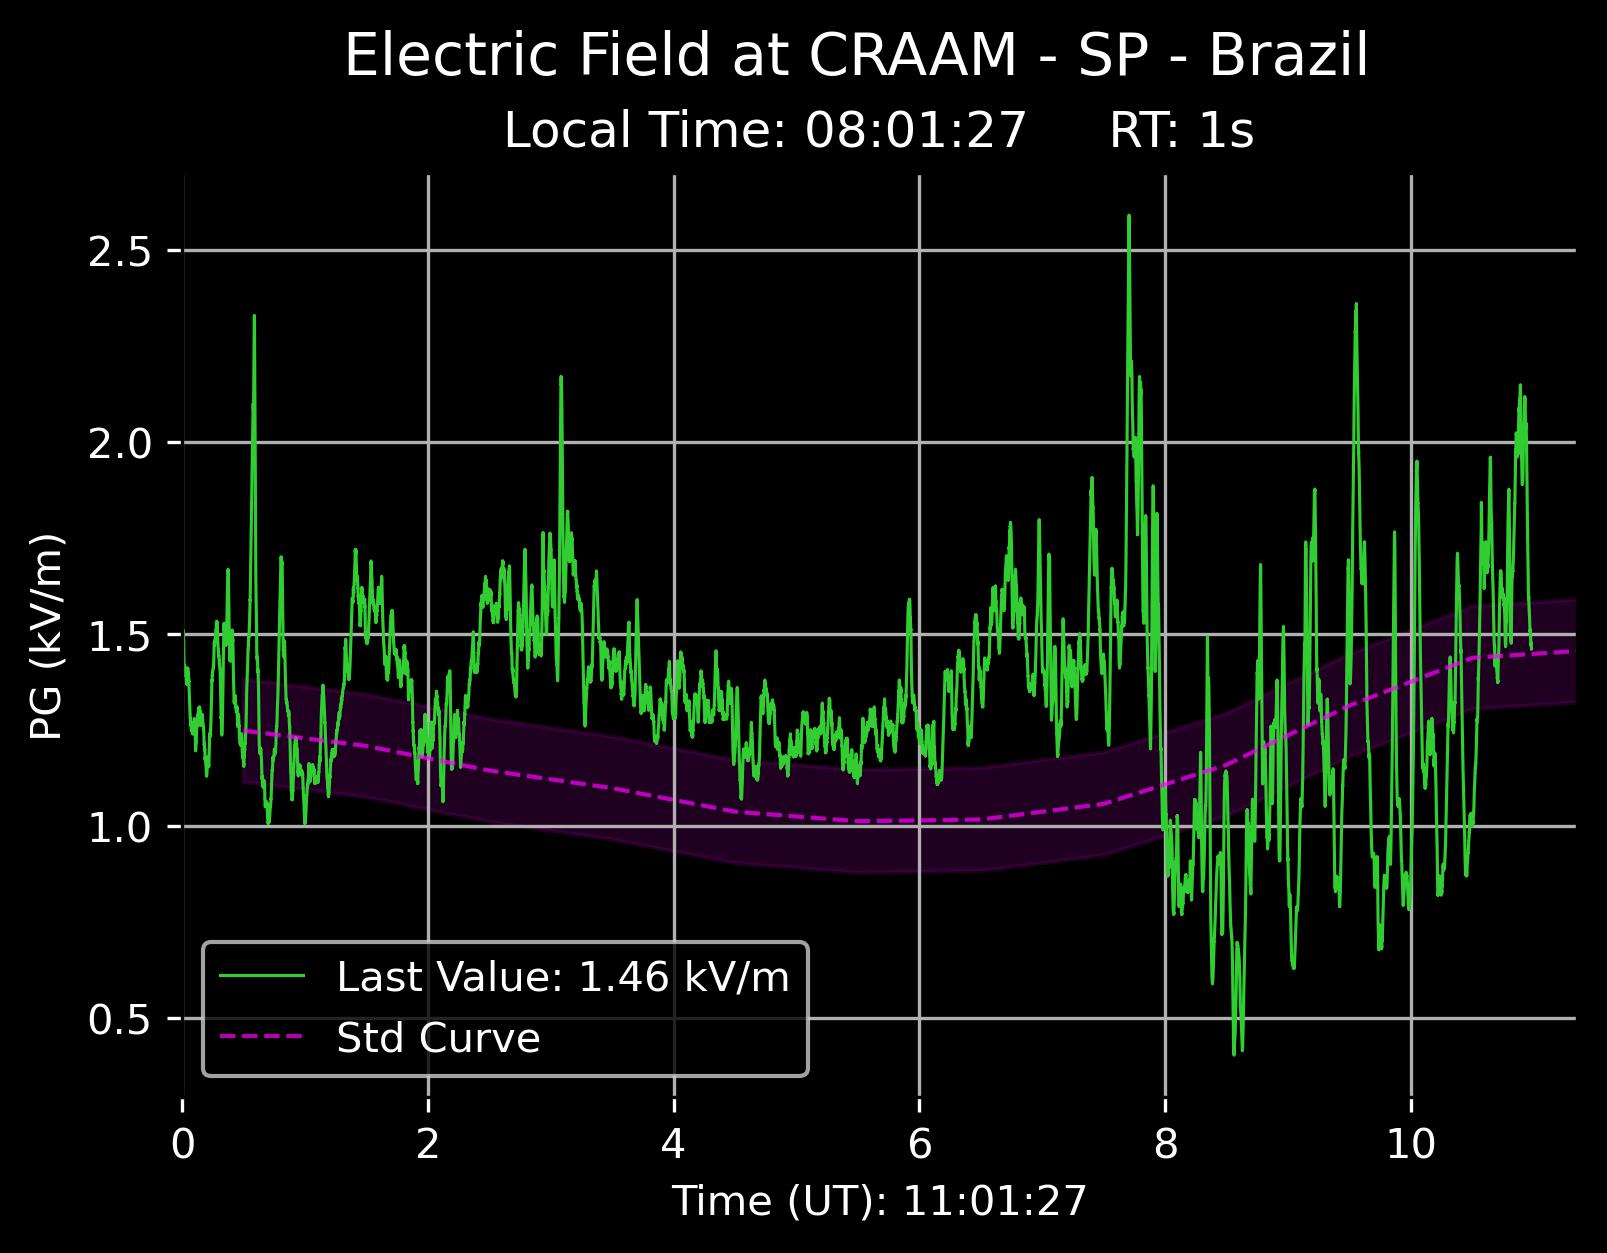 Electric Field at CRAAM - SP - Brazil
Local Time: 08:01:27 RT: 1s
PG (kV/m)
2.5
2.0
1.5
1.0
0.5
Last Value: 1.46 kV/m
Std Curve
0 2 4 6 8 10
Time (UT): 11:01:27